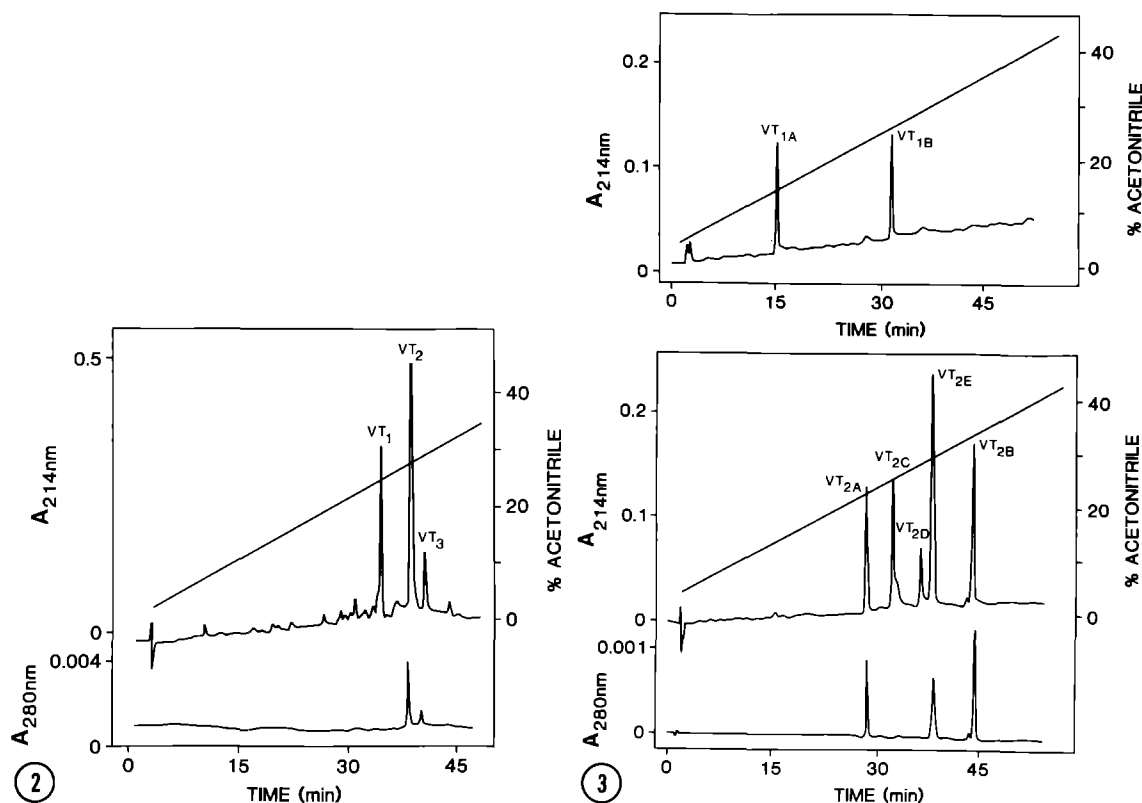 0.5
0
A214nm
VT1
VT2
VT3
40
20
0
% ACETONITRILE
0.004
0
A280nm
0
15
30
45
TIME (min)
2
0.2
0.1
0
A214nm
VT1A
VT1B
40
20
0
% ACETONITRILE
0
15
30
45
TIME (min)
0.2
0.1
0
A214nm
VT2A
VT2C
VT2D
VT2E
VT2B
40
20
0
% ACETONITRILE
0.001
0
A280nm
0
15
30
45
TIME (min)
3